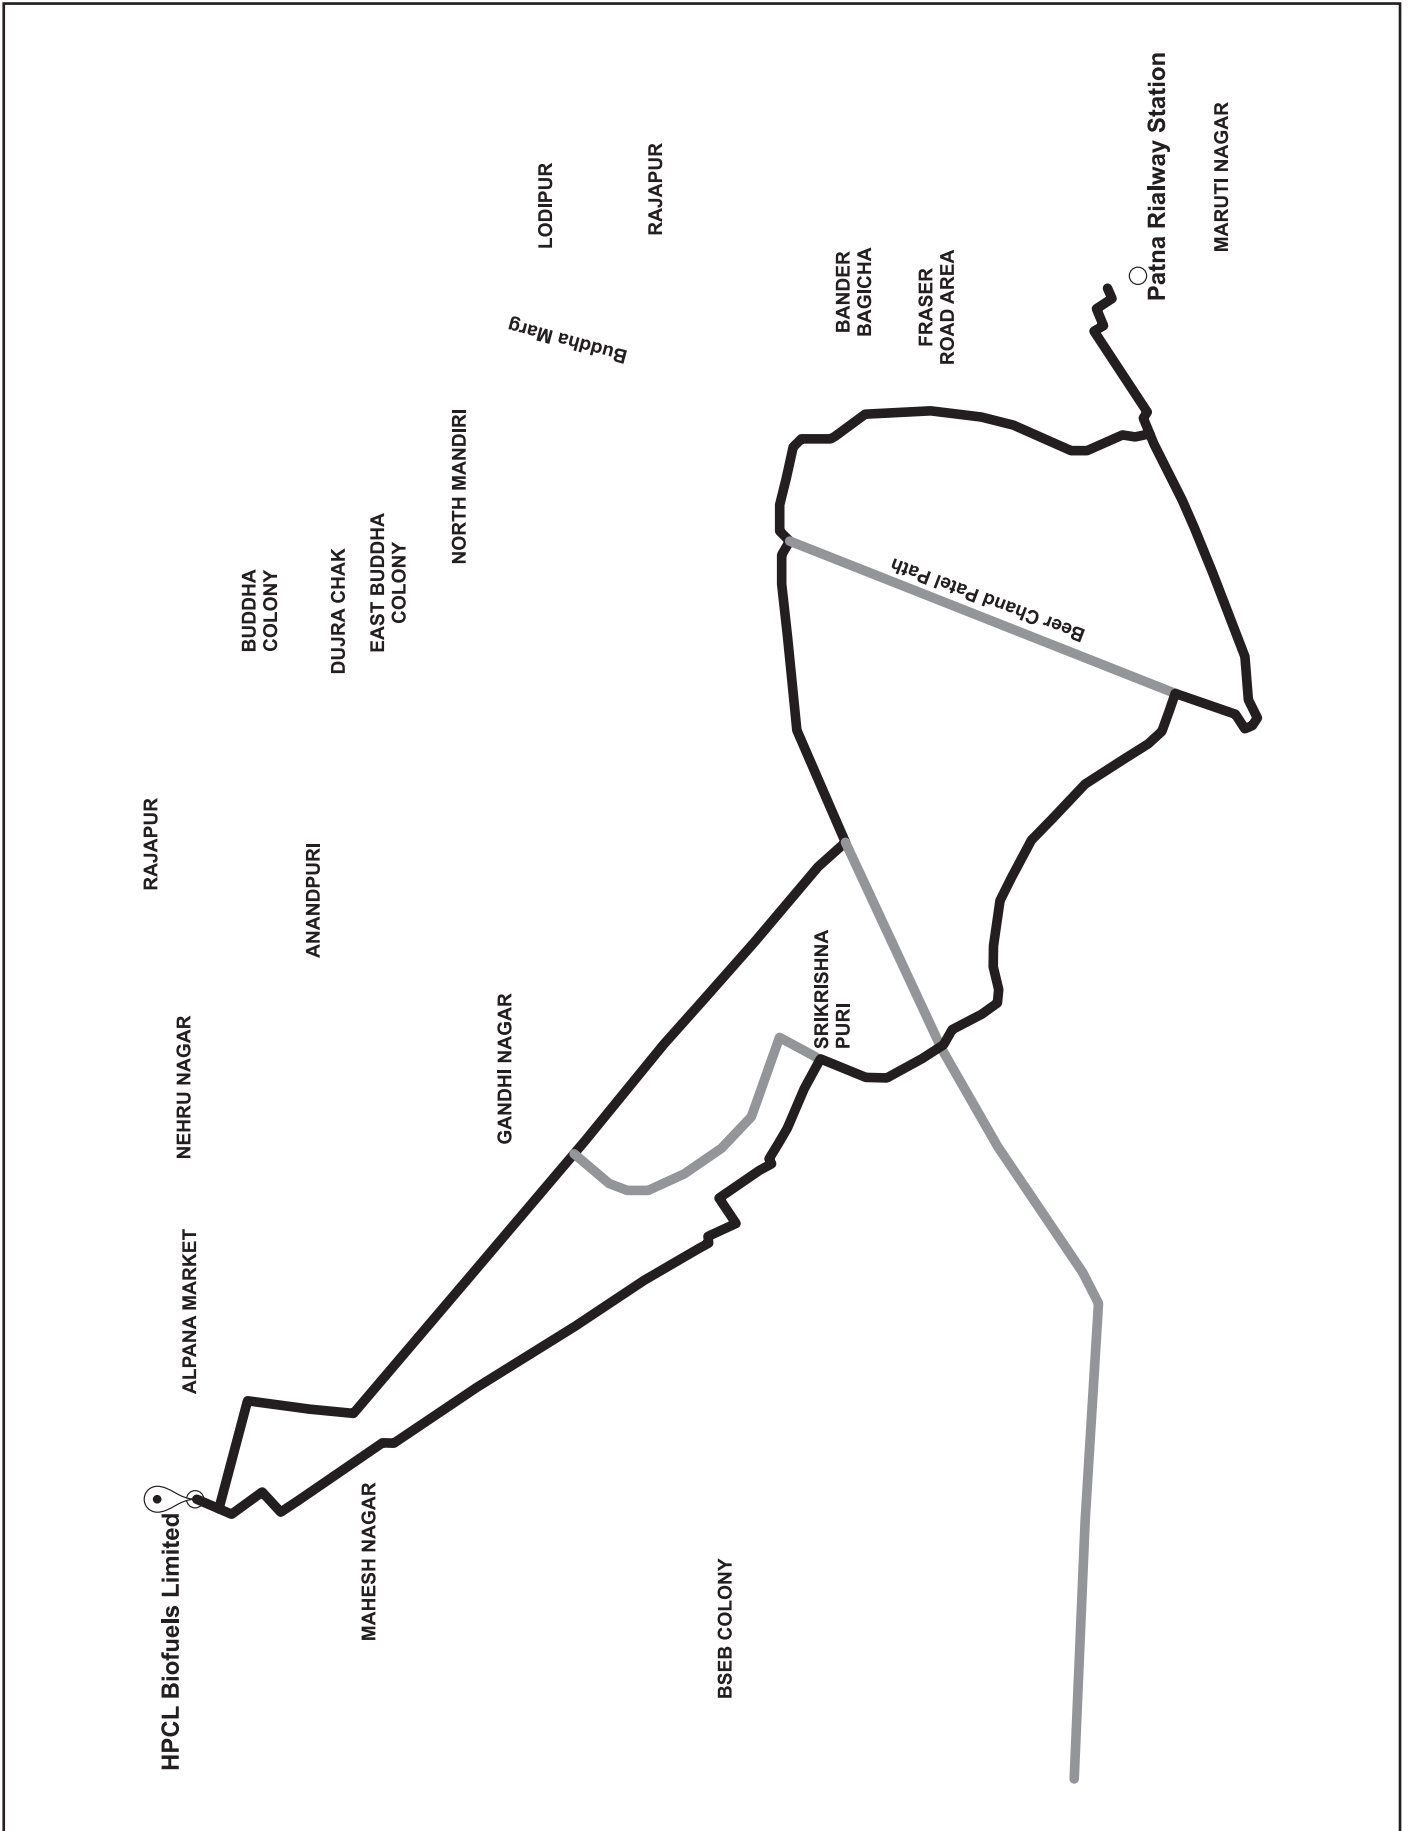 HPCL Biofuels Limited
ALPANA MARKET
NEHRU NAGAR
RAJAPUR
BUDDHA
COLONY
DUJRA CHAK
EAST BUDDHA
COLONY
ANANDPURI
MAHESH NAGAR
NORTH MANDIRI
GANDHI NAGAR
LODIPUR
Buddha Marg
RAJAPUR
BSEB COLONY
SRIKRISHNA
PURI
BANDER
BAGICHA
FRASER
ROAD AREA
Beer Chand Patel Path
Patna Rialway Station
MARUTI NAGAR